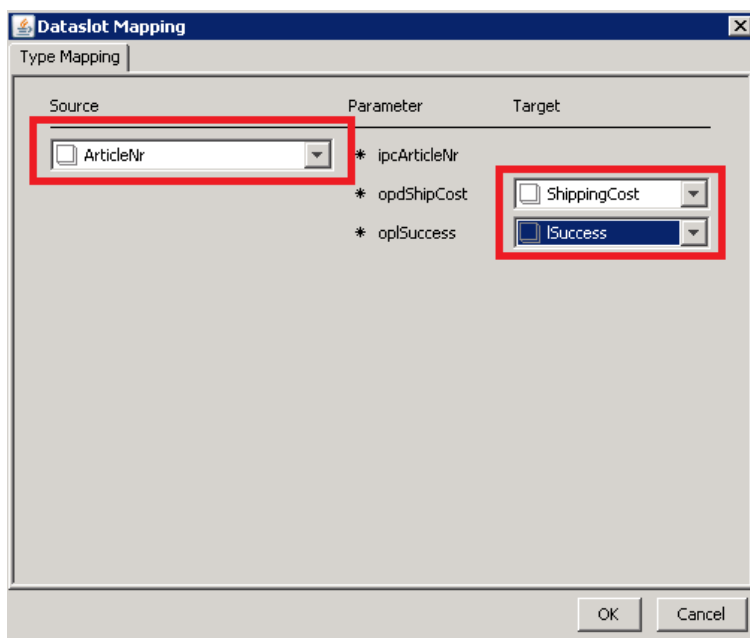 Dataslot Mapping
Type Mapping
Source Parameter Target
ArticleNr * ipcArticleNr
* opdShipCost ShippingCost
* oplSuccess lSuccess
OK Cancel